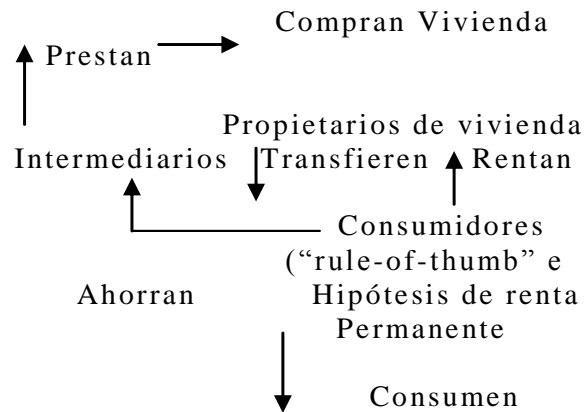 Compran Vivienda
Prestan
Propietarios de vivienda
Intermediarios Transfieren Rentan
Consumidores
("rule-of-thumb" e
Ahorran Hipótesis de renta
Permanente
Consumen